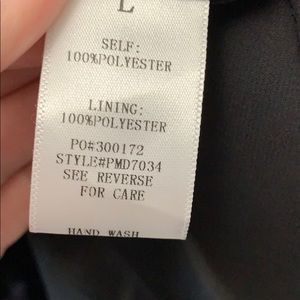 L
SELF:
100%POLYESTER
LINING:
100%POLYESTER
PO#300172
STYLE#PMD7034
SEE REVERSE
FOR CARE
HAND WASH